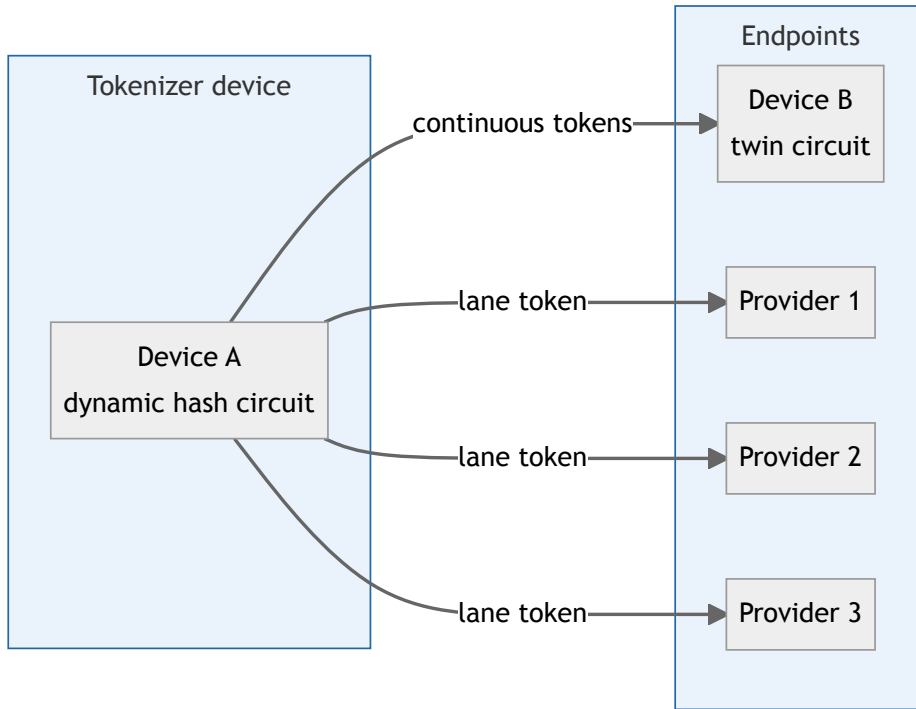 Tokenizer device
Device A
dynamic hash circuit
continuous tokens
lane token
lane token
lane token
Endpoints
Device B
twin circuit
Provider 1
Provider 2
Provider 3